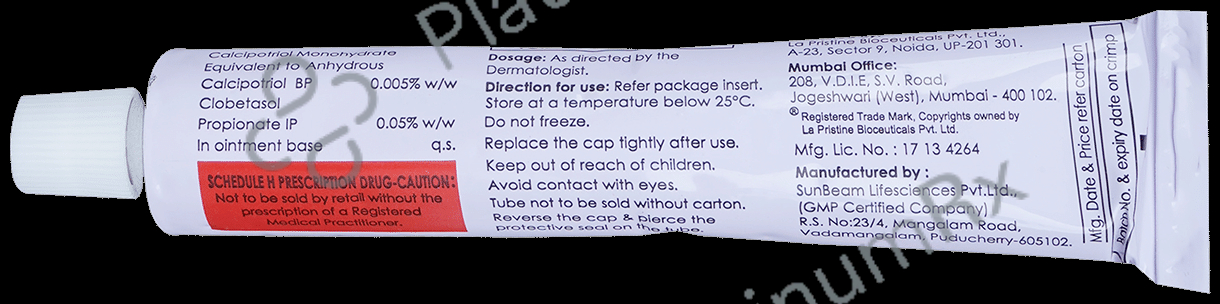 Calcipotriol Monohydrate
Equivalent to Anhydrous
Calcipotriol BP 0.005% w/w
Clobetasol
Propionate IP 0.05% w/w
In ointment base q.s.
SCHEDULE H PRESCRIPTION DRUG-CAUTION:
Not to be sold by retail without the
prescription of a Registered
Medical Practitioner.
Dosage: As directed by the
Dermatologist.
Direction for use: Refer package insert.
Store at a temperature below 25°C.
Do not freeze.
Replace the cap tightly after use.
Keep out of reach of children.
Avoid contact with eyes.
Tube not to be sold without carton.
Reverse the cap & pierce the
protective seal on the tube.
La Pristine Bioceuticals Pvt. Ltd.,
A-23, Sector 9, Noida, UP-201 301.
Mumbai Office:
208, V.D.I.E, S.V. Road,
Jogeshwari (West), Mumbai - 400 102.
® Registered Trade Mark, Copyrights owned by
La Pristine Bioceuticals Pvt. Ltd.
Mfg. Lic. No. : 17 13 4264
Manufactured by :
SunBeam Lifesciences Pvt.Ltd.,
(GMP Certified Company)
R.S. No:23/4, Mangalam Road,
Vadamangalam, Puducherry-605102.
Mfg. Date & Price refer carton
Batch No. & expiry date on crimp
Plat
inumRx